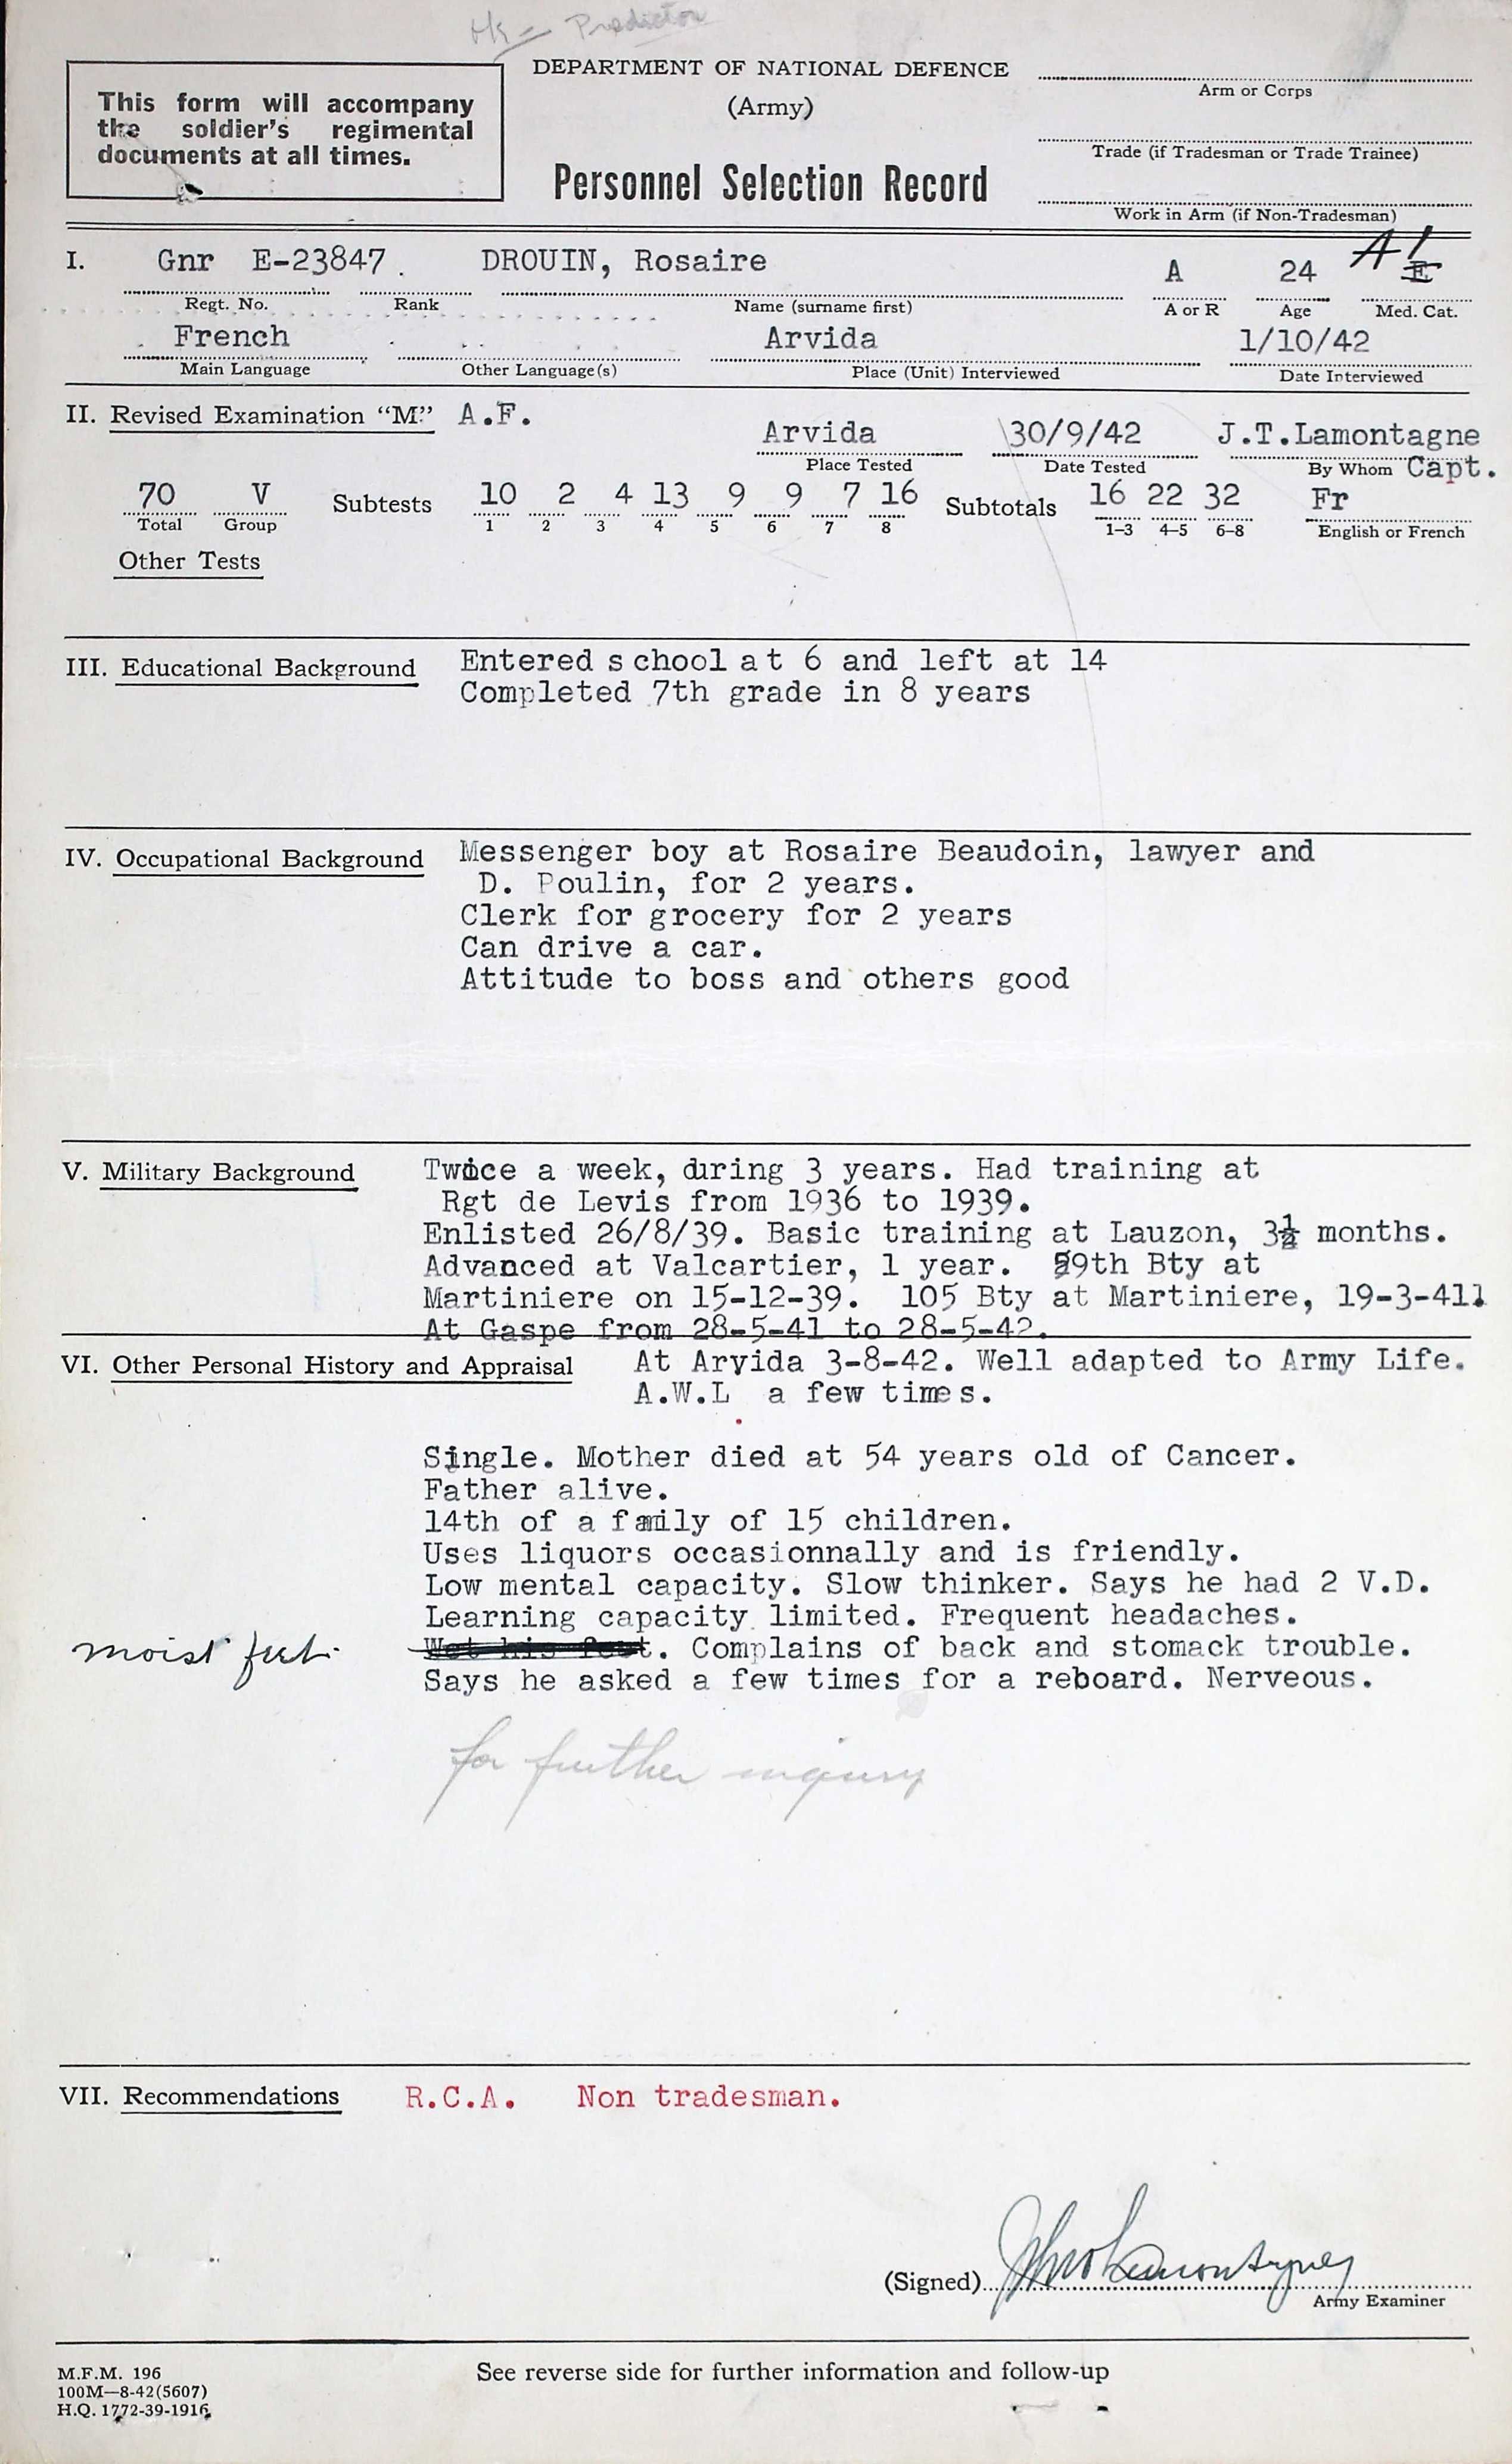 Predictor
This form will accompany
the soldier's regimental
documents at all times.
DEPARTMENT OF NATIONAL DEFENCE
(Army)
Personnel Selection Record
Arm or Corps
Trade (if Tradesman or Trade Trainee)
Work in Arm (if Non-Tradesman)
I. Gnr E-23847. DROUIN, Rosaire A 24 A1 E
Regt. No. Rank Name (surname first) A or R Age Med. Cat.
French Arvida 1/10/42
Main Language Other Language(s) Place (Unit) Interviewed Date Interviewed
II. Revised Examination "M" A.F.
Arvida 30/9/42 J.T.Lamontagne
Place Tested Date Tested By Whom Capt.
70 V Subtests 10 2 4 13 9 9 7 16 Subtotals 16 22 32 Fr
Total Group 1 2 3 4 5 6 7 8 1-3 4-5 6-8 English or French
Other Tests
III. Educational Background Entered school at 6 and left at 14
Completed 7th grade in 8 years
IV. Occupational Background Messenger boy at Rosaire Beaudoin, lawyer and
D. Poulin, for 2 years.
Clerk for grocery for 2 years
Can drive a car.
Attitude to boss and others good
V. Military Background Twice a week, during 3 years. Had training at
Rgt de Levis from 1936 to 1939.
Enlisted 26/8/39. Basic training at Lauzon, 3½ months.
Advanced at Valcartier, 1 year. 59th Bty at
Martiniere on 15-12-39. 105 Bty at Martiniere, 19-3-411
At Gaspe from 28-5-41 to 28-5-42.
VI. Other Personal History and Appraisal At Arvida 3-8-42. Well adapted to Army Life.
A.W.L a few times.
Single. Mother died at 54 years old of Cancer.
Father alive.
14th of a family of 15 children.
Uses liquors occasionnally and is friendly.
Low mental capacity. Slow thinker. Says he had 2 V.D.
Learning capacity limited. Frequent headaches.
moist feet. Wet his feet. Complains of back and stomack trouble.
Says he asked a few times for a reboard. Nerveous.
for further inquiry
VII. Recommendations R.C.A. Non tradesman.
(Signed)
Army Examiner
M.F.M. 196
100M—8-42(5607)
H.Q. 1772-39-1916
See reverse side for further information and follow-up